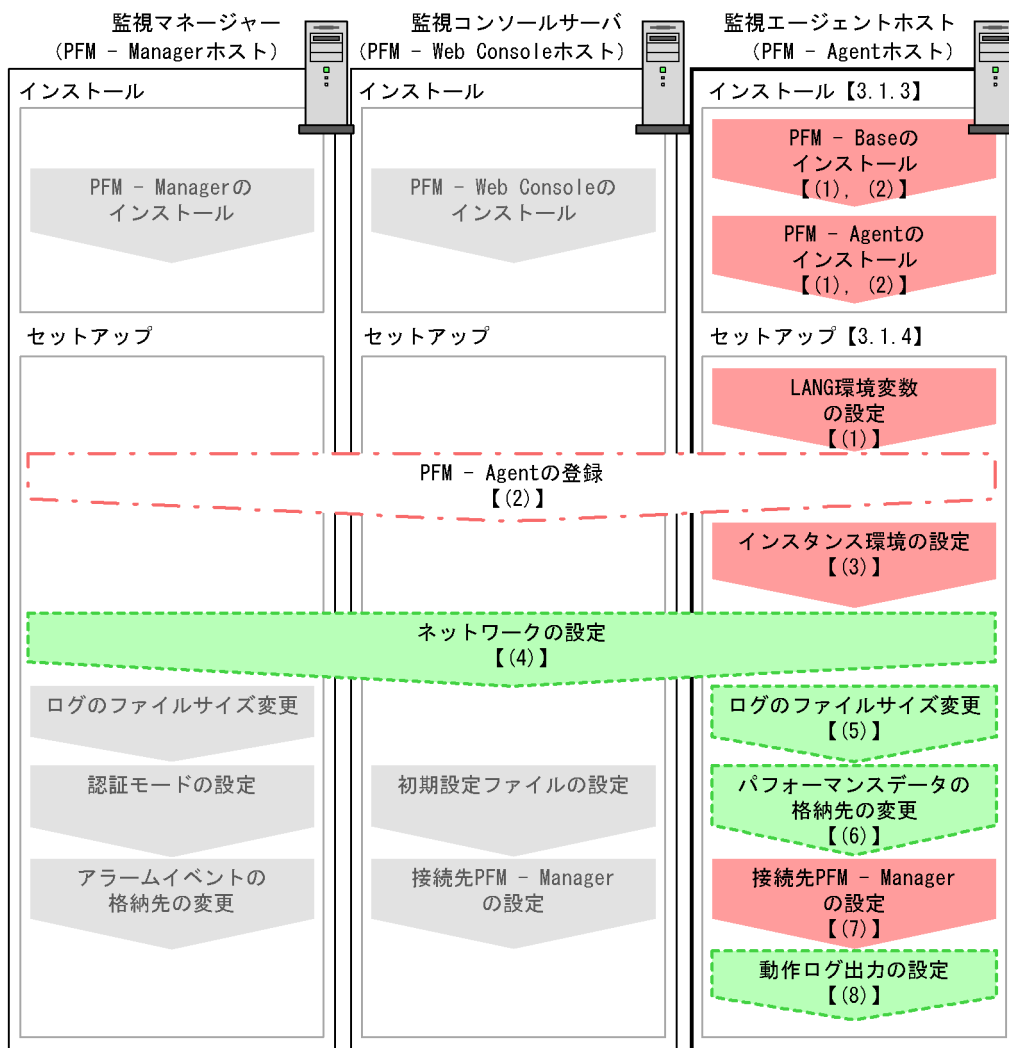 監視マネージャー
(PFM - Managerホスト)
監視コンソールサーバ
(PFM - Web Consoleホスト)
監視エージェントホスト
(PFM - Agentホスト)
インストール
PFM - Managerの
インストール
インストール
PFM - Web Consoleの
インストール
インストール【3.1.3】
PFM - Baseの
インストール
【(1), (2)】
PFM - Agentの
インストール
【(1), (2)】
セットアップ
セットアップ
セットアップ【3.1.4】
LANG環境変数
の設定
【(1)】
PFM - Agentの登録
【(2)】
インスタンス環境の設定
【(3)】
ネットワークの設定
【(4)】
ログのファイルサイズ変更
ログのファイルサイズ変更
【(5)】
認証モードの設定
初期設定ファイルの設定
パフォーマンスデータの
格納先の変更
【(6)】
アラームイベントの
格納先の変更
接続先PFM - Manager
の設定
接続先PFM - Manager
の設定
【(7)】
動作ログ出力の設定
【(8)】